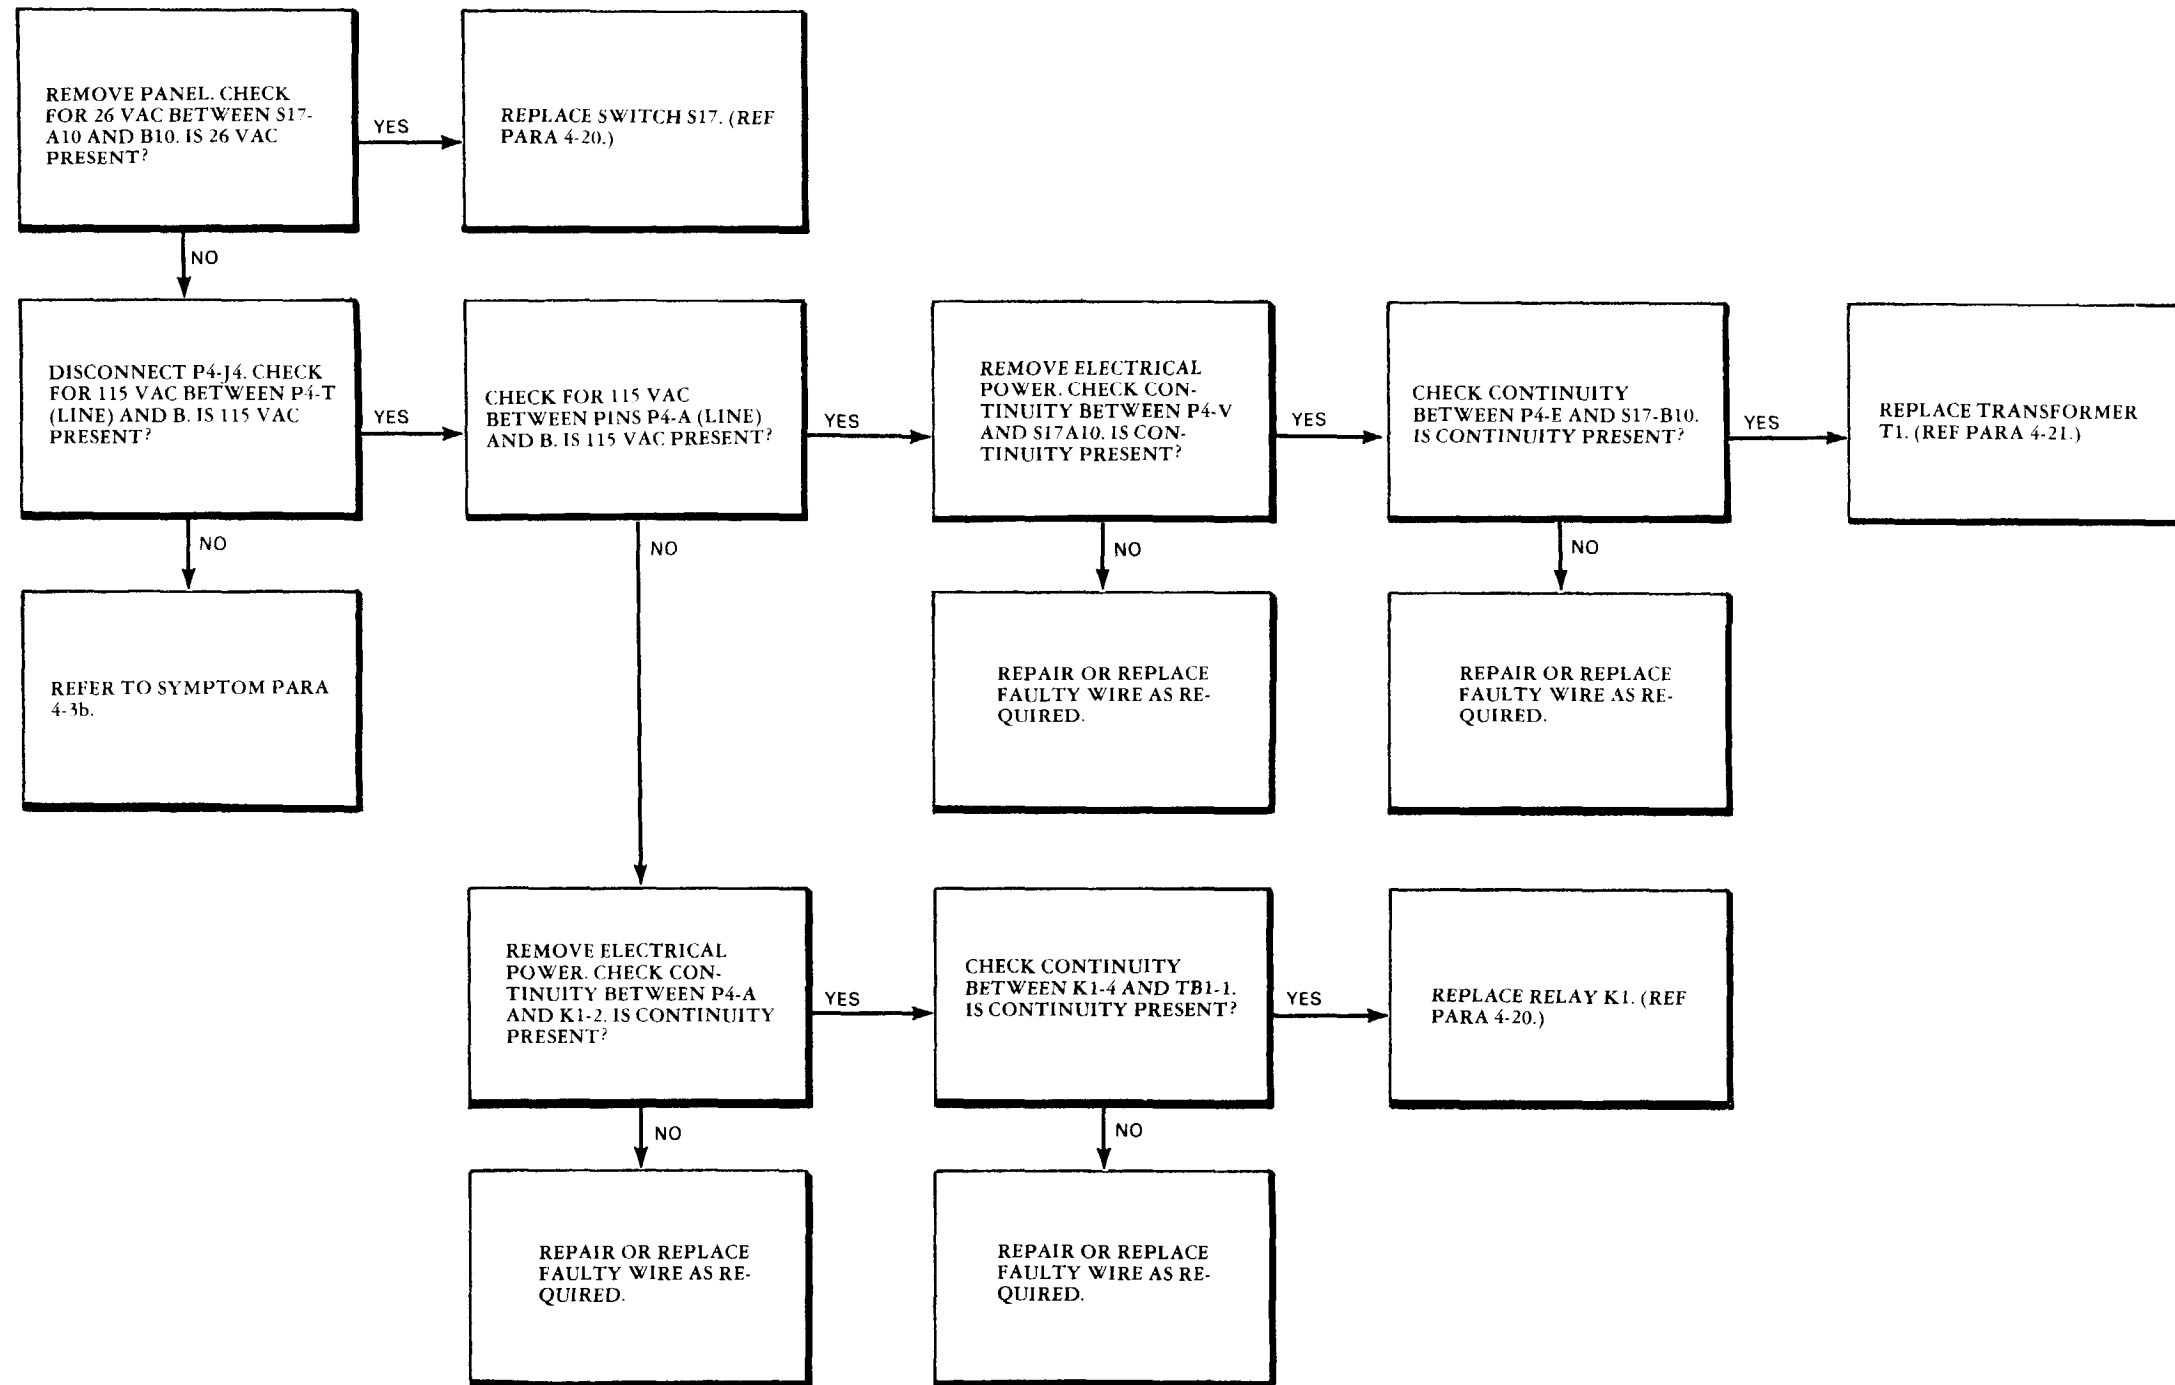 REMOVE PANEL. CHECK
FOR 26 VAC BETWEEN S17-
A10 AND B10. IS 26 VAC
PRESENT?
YES
REPLACE SWITCH S17. (REF
PARA 4-20.)
NO
DISCONNECT P4-J4. CHECK
FOR 115 VAC BETWEEN P4-T
(LINE) AND B. IS 115 VAC
PRESENT?
YES
CHECK FOR 115 VAC
BETWEEN PINS P4-A (LINE)
AND B. IS 115 VAC PRESENT?
YES
REMOVE ELECTRICAL
POWER. CHECK CON-
TINUITY BETWEEN P4-V
AND S17A10. IS CON-
TINUITY PRESENT?
YES
CHECK CONTINUITY
BETWEEN P4-E AND S17-B10.
IS CONTINUITY PRESENT?
YES
REPLACE TRANSFORMER
T1. (REF PARA 4-21.)
NO
NO
NO
NO
REFER TO SYMPTOM PARA
4-3b.
REPAIR OR REPLACE
FAULTY WIRE AS RE-
QUIRED.
REPAIR OR REPLACE
FAULTY WIRE AS RE-
QUIRED.
REMOVE ELECTRICAL
POWER. CHECK CON-
TINUITY BETWEEN P4-A
AND K1-2. IS CONTINUITY
PRESENT?
YES
CHECK CONTINUITY
BETWEEN K1-4 AND TB1-1.
IS CONTINUITY PRESENT?
YES
REPLACE RELAY K1. (REF
PARA 4-20.)
NO
NO
REPAIR OR REPLACE
FAULTY WIRE AS RE-
QUIRED.
REPAIR OR REPLACE
FAULTY WIRE AS RE-
QUIRED.